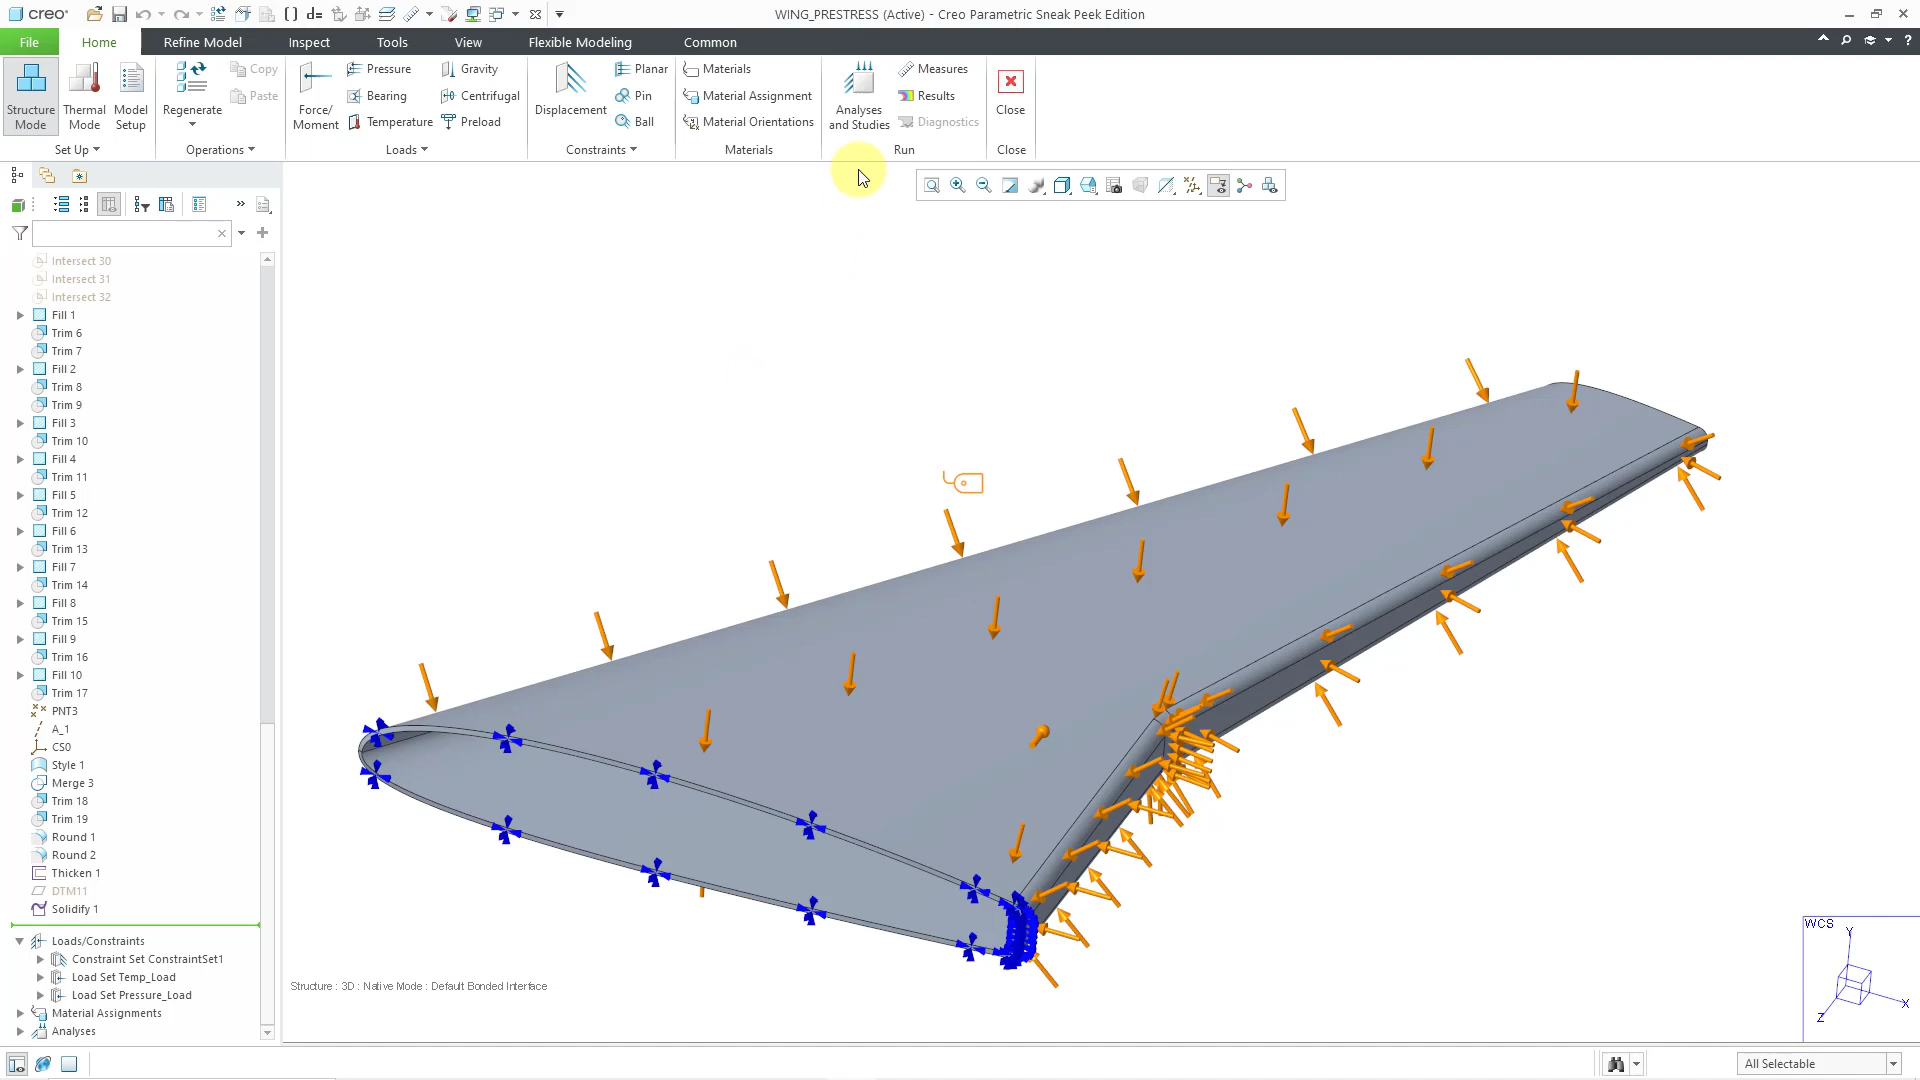 creo
d=
WING_PRESTRESS (Active) - Creo Parametric Sneak Peek Edition
File
Home
Refine Model
Inspect
Tools
View
Flexible Modeling
Common
Structure Mode
Thermal Mode
Model Setup
Set Up
Regenerate
Copy
Paste
Operations
Force/ Moment
Pressure
Bearing
Temperature
Gravity
Centrifugal
Preload
Loads
Displacement
Planar
Pin
Ball
Constraints
Materials
Material Assignment
Material Orientations
Materials
Analyses and Studies
Measures
Results
Diagnostics
Run
Close
Close
Intersect 30
Intersect 31
Intersect 32
Fill 1
Trim 6
Trim 7
Fill 2
Trim 8
Trim 9
Fill 3
Trim 10
Fill 4
Trim 11
Fill 5
Trim 12
Fill 6
Trim 13
Fill 7
Trim 14
Fill 8
Trim 15
Fill 9
Trim 16
Fill 10
Trim 17
PNT3
A_1
CS0
Style 1
Merge 3
Trim 18
Trim 19
Round 1
Round 2
Thicken 1
DTM11
Solidify 1
Loads/Constraints
Constraint Set ConstraintSet1
Load Set Temp_Load
Load Set Pressure_Load
Material Assignments
Analyses
Structure : 3D : Native Mode : Default Bonded Interface
WCS
Y
X
Z
All Selectable